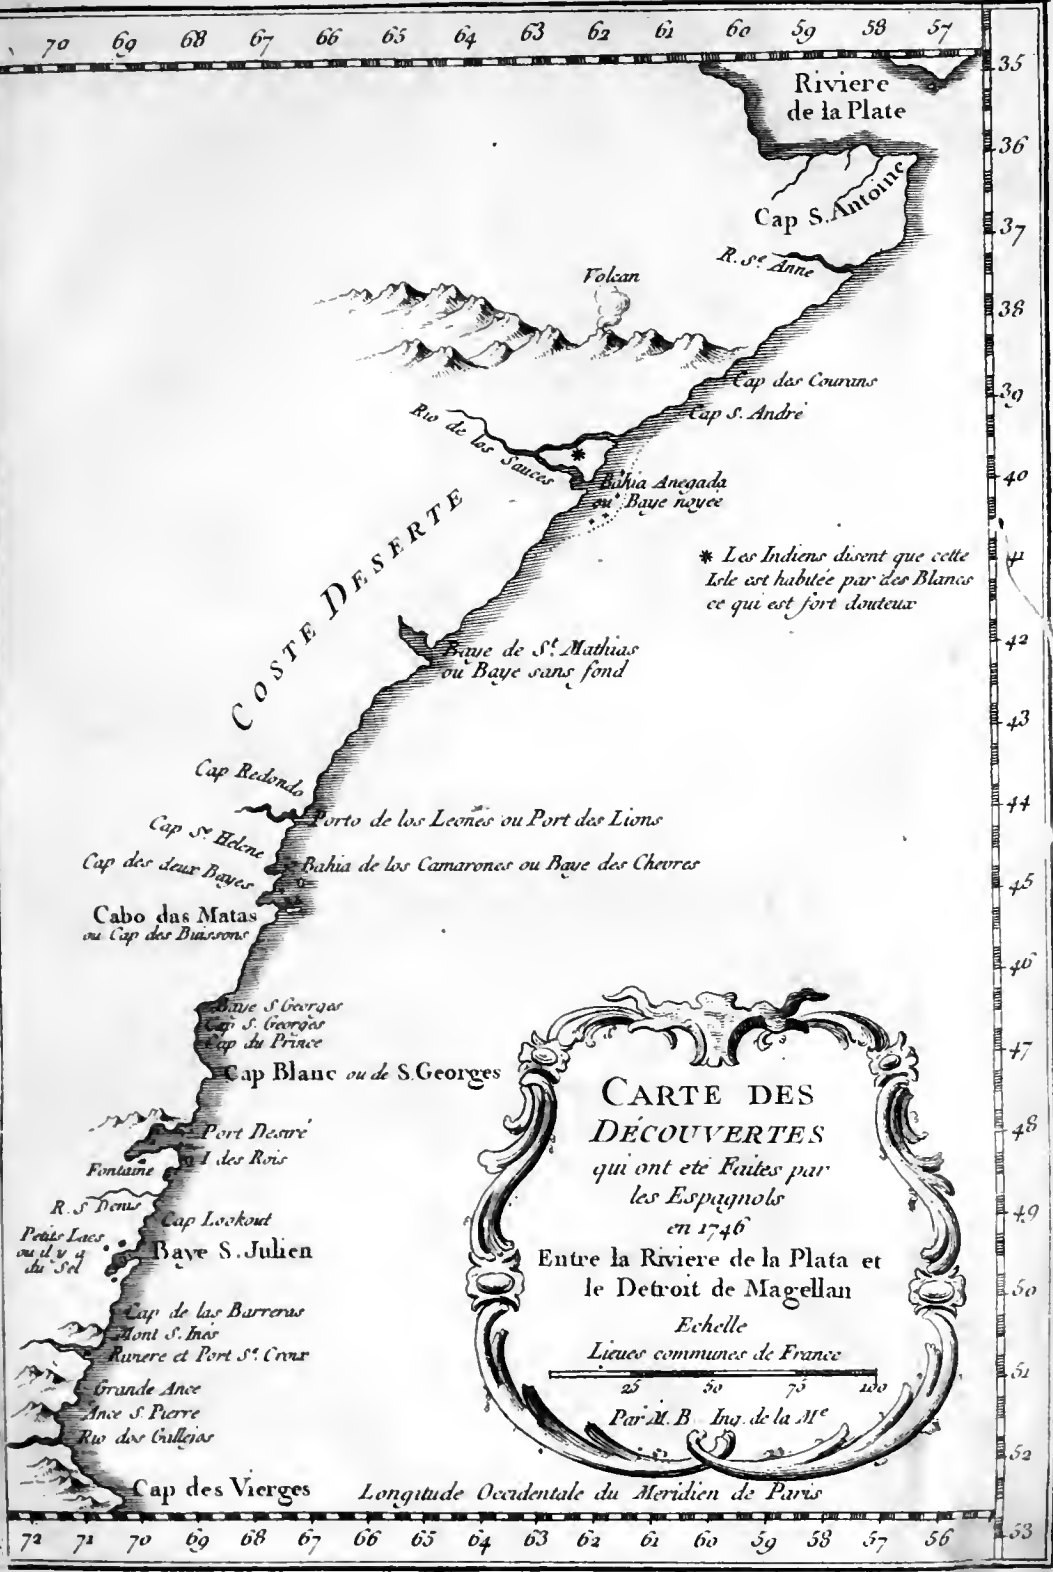 70 69 68 67 66 65 64 63 62 61 60 59 58 57
35
Riviere
de la Plate
36
Cap S. Antoine
37
R. Se. Anne
Volcan
38
Cap des Courans
39
Cap S. André
Rio de los Sauces
40
Bahia Anegada
ou Baye noyée
COSTE DESERTE
41
* Les Indiens disent que cette
Isle est habitée par des Blancs
ce qui est fort douteux
42
Baye de St. Mathias
ou Baye sans fond
43
Cap Redondo
44
Porto de los Leones ou Port des Lions
Cap Se. Helene
Bahia de los Camarones ou Baye des Chevres
Cap des deux Bayes
45
Cabo das Matas
ou Cap des Buissons
46
Baye S. Georges
Cap S. Georges
Cap du Prince
47
Cap Blanc ou de S. Georges
48
Port Desiré
I des Rois
Fontaine
R. S Denis
49
Cap Lookout
Petits Lacs
ou il y a
du Sel
Baye S. Julien
50
Cap de las Barreras
Mont S. Inés
Riviere et Port Se. Croix
51
Grande Ance
Ance S. Pierre
Rio dos Gallejos
52
Cap des Vierges
CARTE DES
DÉCOUVERTES
qui ont eté Faites par
les Espagnols
en 1746
Entre la Riviere de la Plata et
le Detroit de Magellan
Echelle
Lieues communes de France
25 50 75 100
Par M. B. Ing. de la Me
Longitude Occidentale du Meridien de Paris
53
72 71 70 69 68 67 66 65 64 63 62 61 60 59 58 57 56